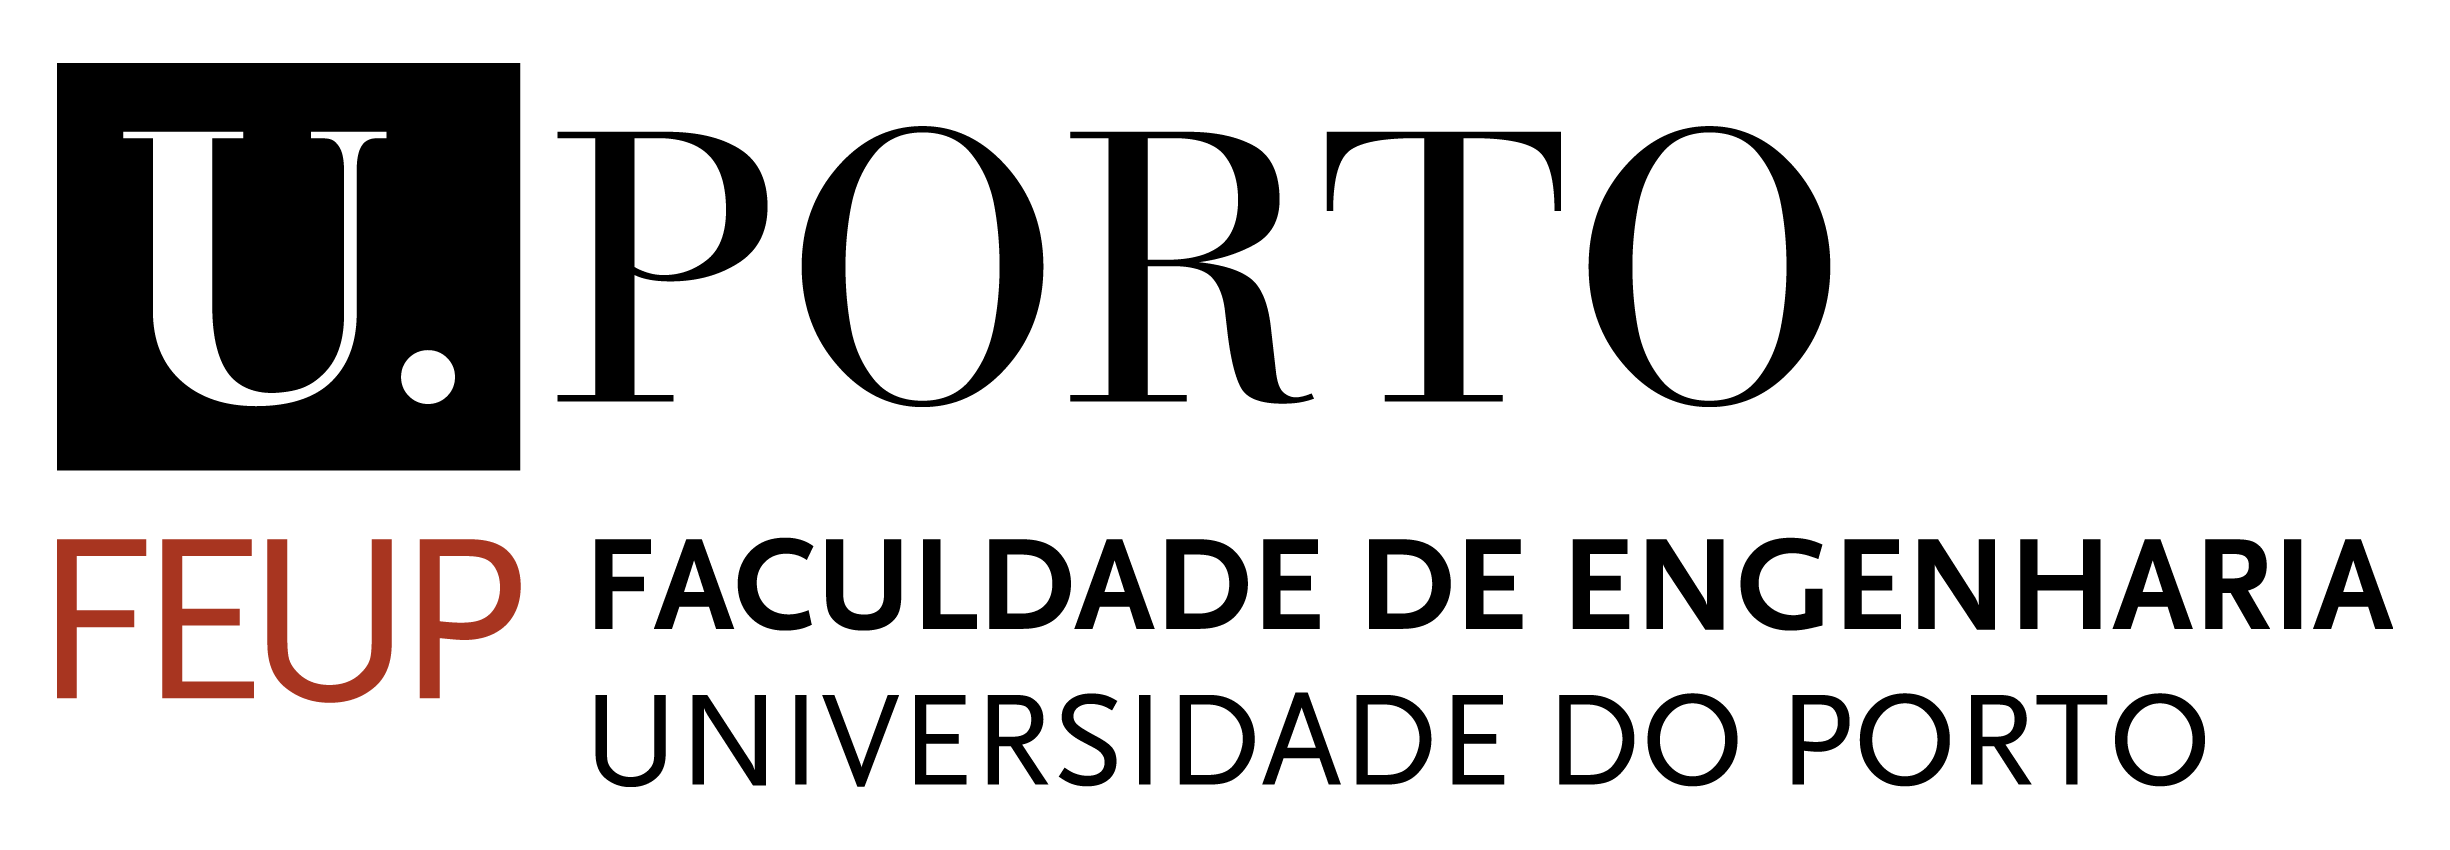 U.PORTO
FEUP FACULDADE DE ENGENHARIA
UNIVERSIDADE DO PORTO